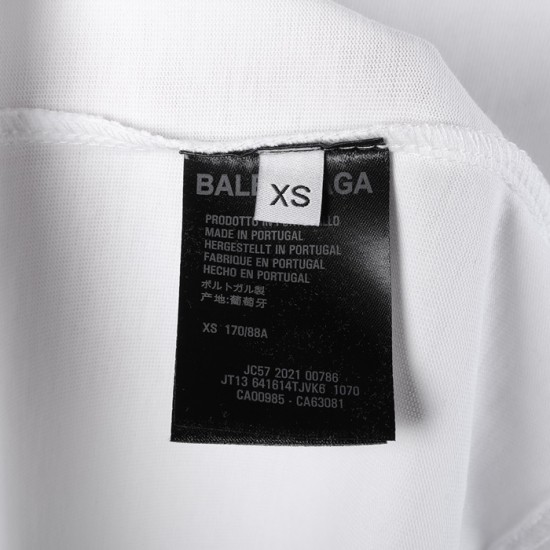 BALE AGA
XS
PRODOTTO IN PORTOGALLO
MADE IN PORTUGAL
HERGESTELLT IN PORTUGAL
FABRIQUE EN PORTUGAL
HECHO EN PORTUGAL
ポルトガル製
产地:葡萄牙
XS 170/88A
JC57 2021 00786
JT13 641614TJVK6 1070
CA00985 - CA63081